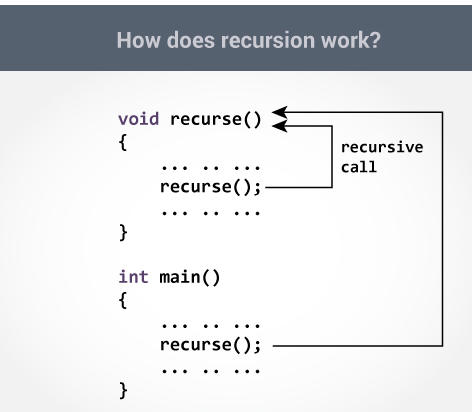 How does recursion work?
void recurse()
{
... .. ...
recurse();
... .. ...
}
recursive
call
int main()
{
... .. ...
recurse();
... .. ...
}